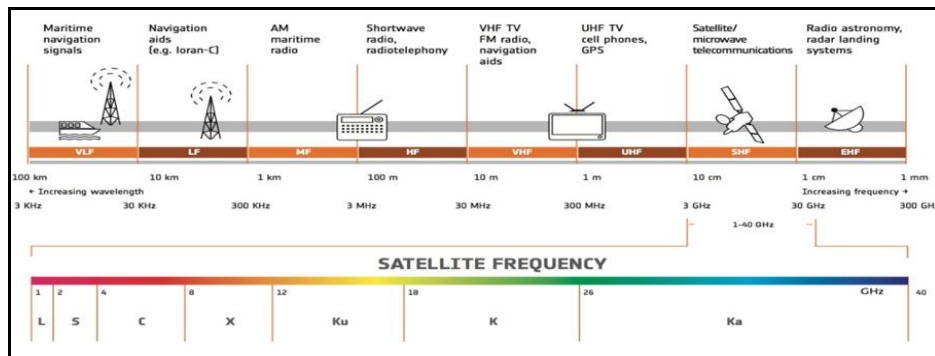 Maritime navigation signals
Navigation aids (e.g. loran-C)
AM maritime radio
Shortwave radio, radiotelephony
VHF TV FM radio, navigation aids
UHF TV cell phones, GPS
Satellite/ microwave telecommunications
Radio astronomy, radar landing systems
VLF LF MF HF VHF UHF SHF EHF
100 km 10 km 1 km 100 m 10 m 1 m 10 cm 1 cm 1 mm
← Increasing wavelength Increasing frequency →
3 KHz 30 KHz 300 KHz 3 MHz 30 MHz 300 MHz 3 GHz 30 GHz 300 GH
1-40 GHz
SATELLITE FREQUENCY
1 2 4 8 12 18 26 GHz 40
L S C X Ku K Ka